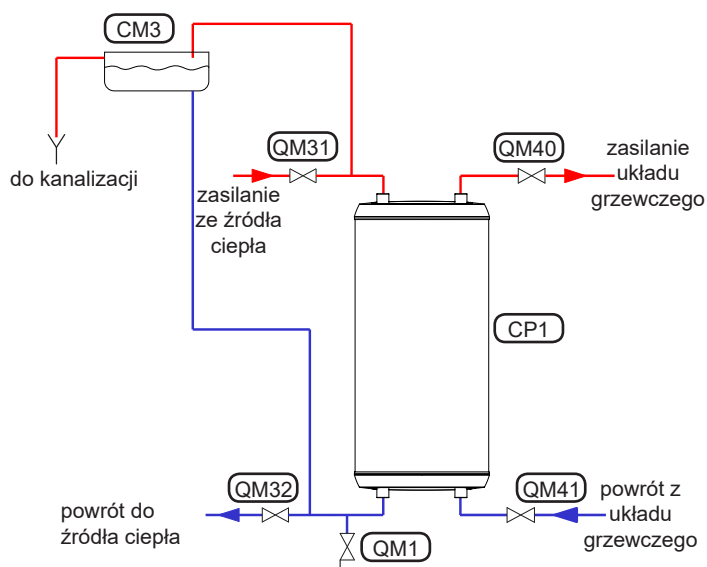 CM3
do kanalizacji
QM31
zasilanie
ze źródła
ciepła
QM40
zasilanie
układu
grzewczego
CP1
QM32
powrót do
źródła ciepła
QM1
QM41
powrót z
układu
grzewczego